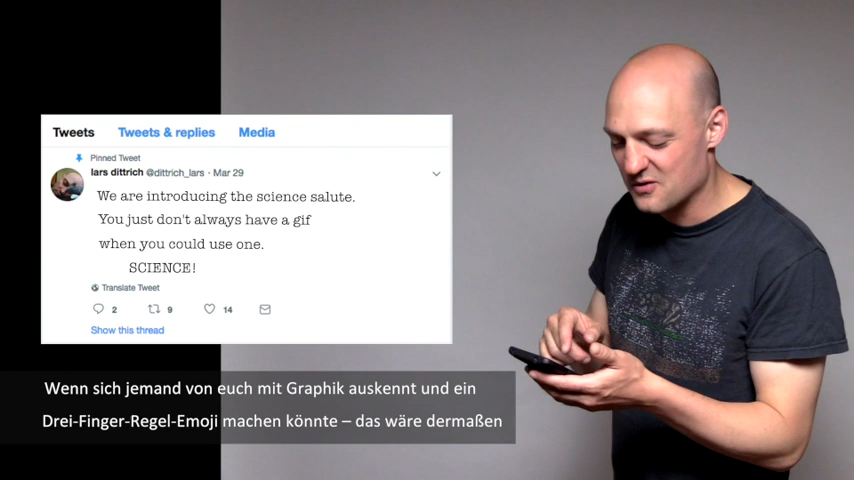 Tweets Tweets & replies Media
Pinned Tweet
lars dittrich @dittrich_lars · Mar 29
We are introducing the science salute.
You just don't always have a gif
when you could use one.
SCIENCE!
Translate Tweet
2 9 14
Show this thread
Wenn sich jemand von euch mit Graphik auskennt und ein
Drei-Finger-Regel-Emoji machen könnte – das wäre dermaßen